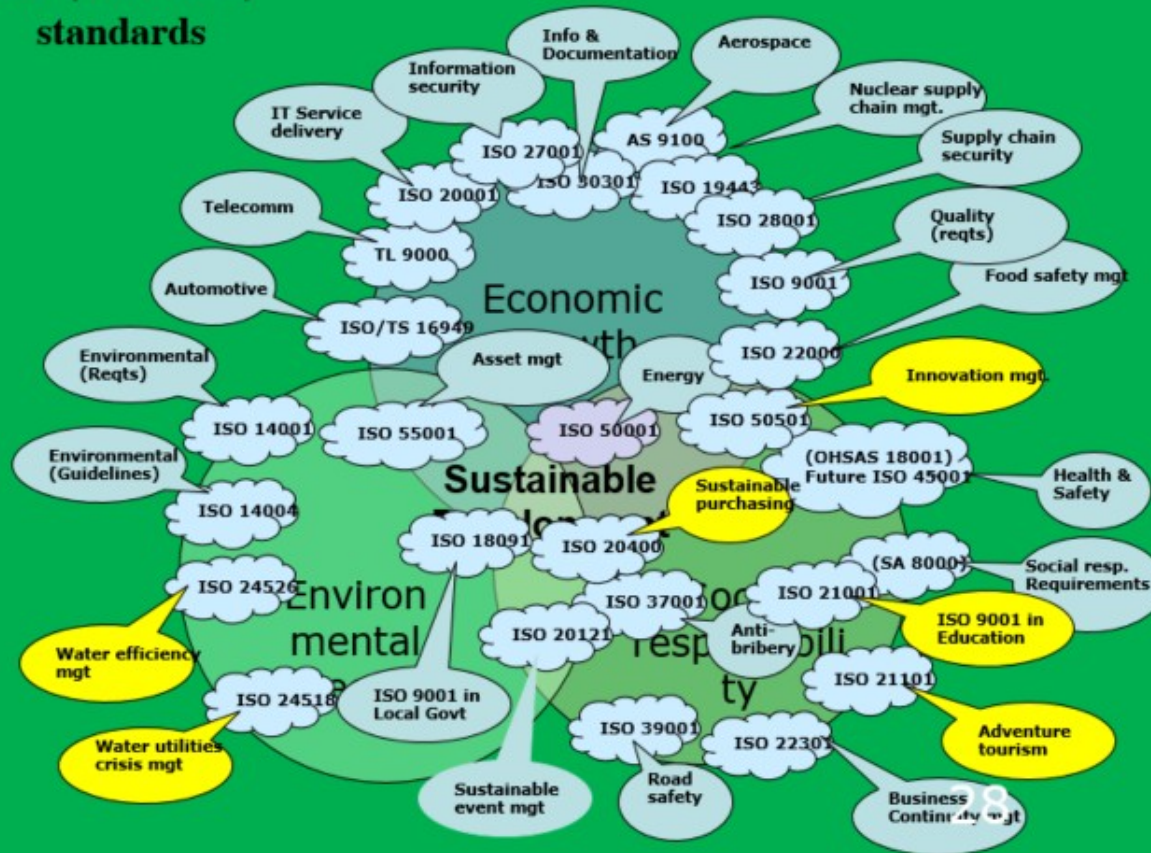 standards
Info &
Documentation
Aerospace
Information
security
Nuclear supply
chain mgt.
IT Service
delivery
Supply chain
security
ISO 27001
AS 9100
ISO 30301
ISO 19443
ISO 20001
ISO 28001
Telecomm
Quality
(reqts)
TL 9000
ISO 9001
Food safety mgt
Automotive
Economic
ISO/TS 16949
ISO 22000
Environmental
(Reqts)
Asset mgt
Energy
Innovation mgt.
ISO 14001
ISO 55001
ISO 50001
ISO 50501
Environmental
(Guidelines)
(OHSAS 18001)
Future ISO 45001
Health &
Safety
Sustainable
Sustainable
purchasing
ISO 14004
ISO 18091
ISO 20400
(SA 8000)
Social resp.
Requirements
ISO 24526
Environ
mental
ISO 37001
ISO 21001
ISO 9001 in
Education
ISO 20121
Anti-
bribery
ty
Water efficiency
mgt
ISO 24518
ISO 9001 in
Local Govt
ISO 21101
ISO 39001
ISO 22301
Adventure
tourism
Water utilities
crisis mgt
Sustainable
event mgt
Road
safety
Business
Continuity mgt
28